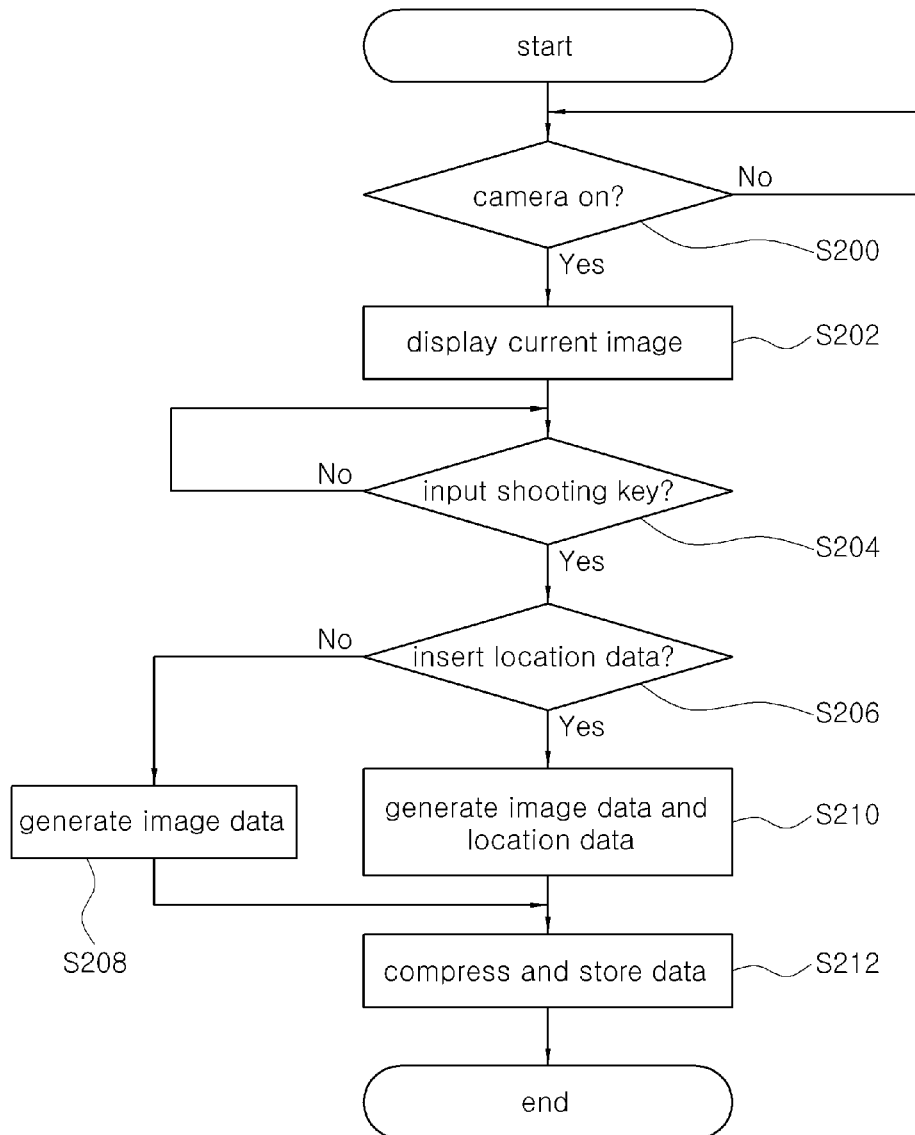 start
camera on?
No
S200
Yes
display current image
S202
No
input shooting key?
S204
Yes
No
insert location data?
S206
Yes
generate image data
S208
generate image data and
location data
S210
compress and store data
S212
end